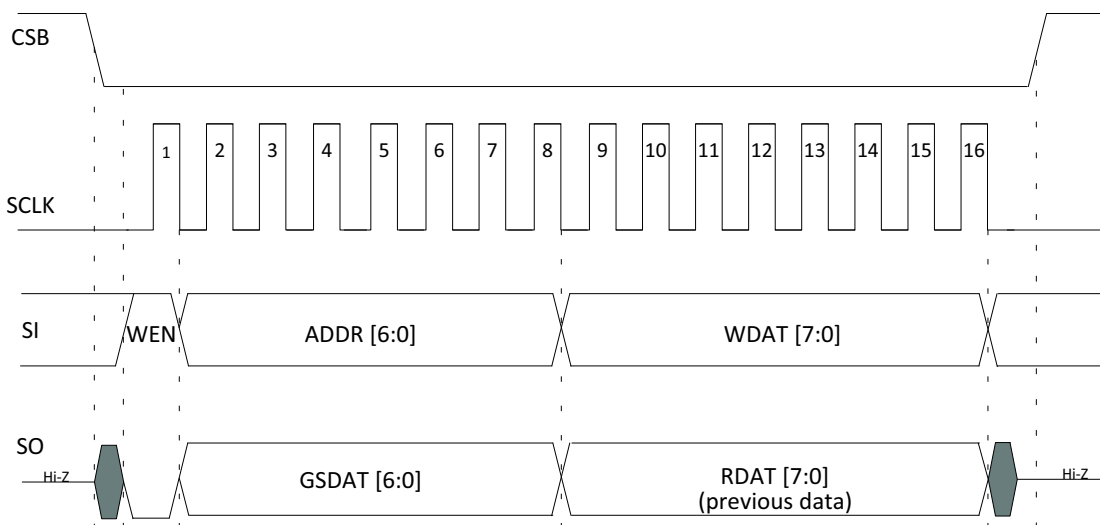 CSB
1 2 3 4 5 6 7 8 9 10 11 12 13 14 15 16
SCLK
SI WEN ADDR [6:0] WDAT [7:0]
SO
Hi-Z GSDAT [6:0] RDAT [7:0] Hi-Z
(previous data)